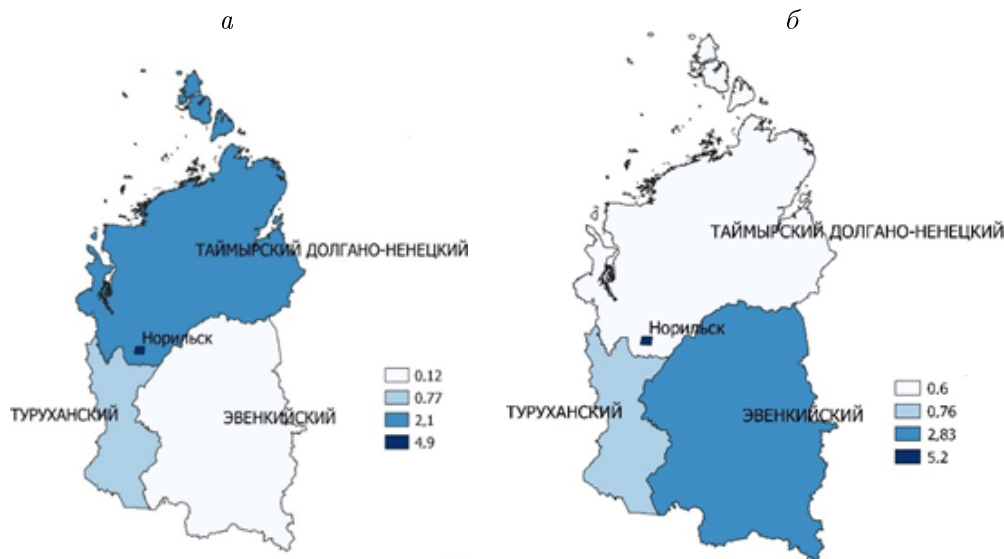 а
ТАЙМЫРСКИЙ ДОЛГАНО-НЕНЕЦКИЙ
Норильск
ТУРУХАНСКИЙ
ЭВЕНКИЙСКИЙ
0.12
0.77
2,1
4.9
б
ТАЙМЫРСКИЙ ДОЛГАНО-НЕНЕЦКИЙ
Норильск
ТУРУХАНСКИЙ
ЭВЕНКИЙСКИЙ
0.6
0.76
2,83
5.2